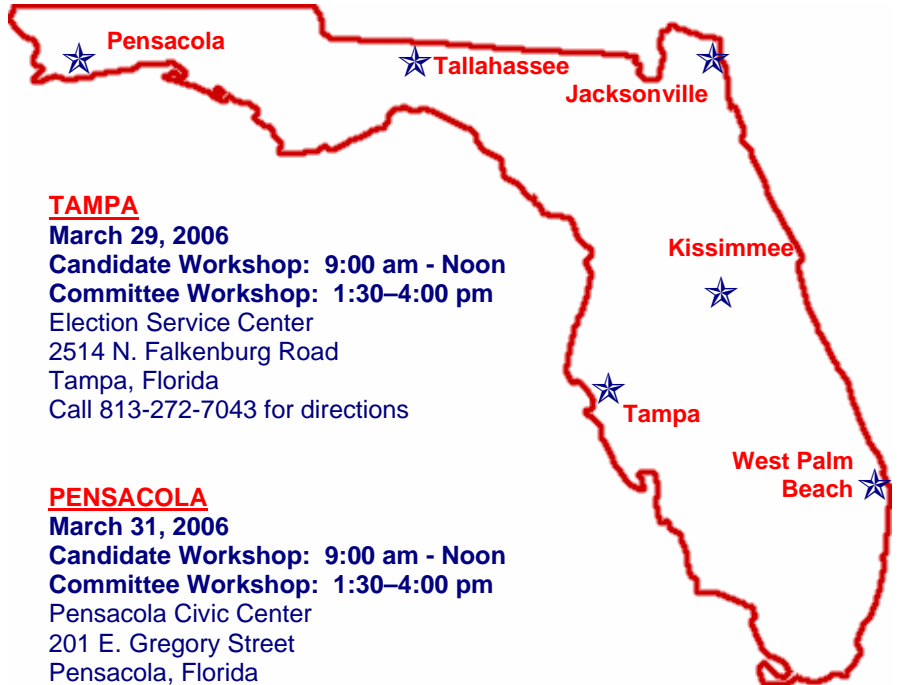 Pensacola
Tallahassee
Jacksonville
TAMPA
March 29, 2006
Candidate Workshop:  9:00 am - Noon
Committee Workshop:  1:30–4:00 pm
Election Service Center
2514 N. Falkenburg Road
Tampa, Florida
Call 813-272-7043 for directions
Kissimmee
Tampa
West Palm
Beach
PENSACOLA
March 31, 2006
Candidate Workshop:  9:00 am - Noon
Committee Workshop:  1:30–4:00 pm
Pensacola Civic Center
201 E. Gregory Street
Pensacola, Florida